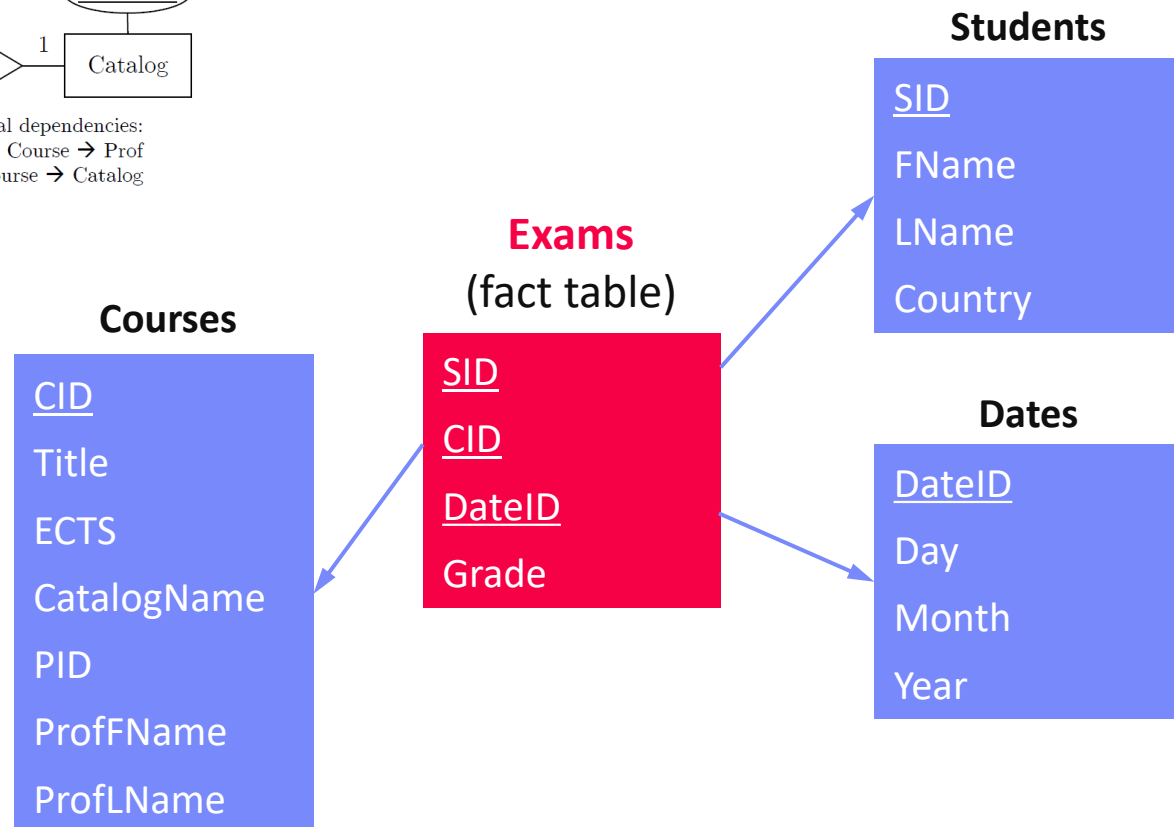 1
Catalog
al dependencies:
Course → Prof
urse → Catalog
Students
SID
FName
LName
Country
Exams
(fact table)
SID
CID
DateID
Grade
Courses
CID
Title
ECTS
CatalogName
PID
ProfFName
ProfLName
Dates
DateID
Day
Month
Year